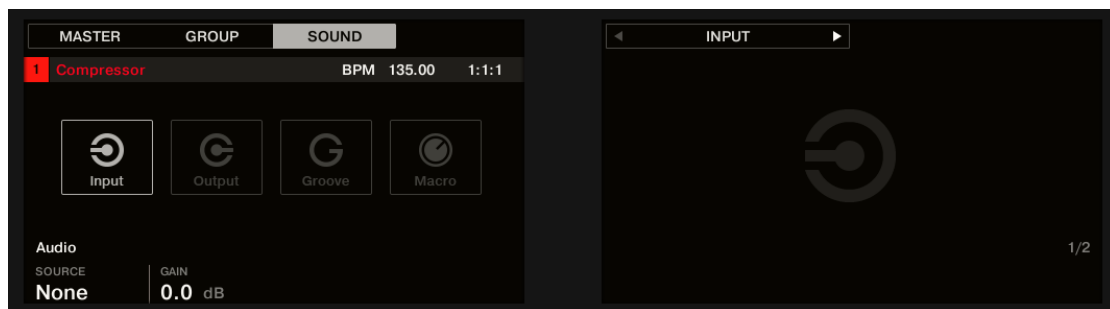 MASTER GROUP SOUND
1 Compressor BPM 135.00 1:1:1
Input Output Groove Macro
Audio
SOURCE GAIN
None 0.0 dB
INPUT
1/2